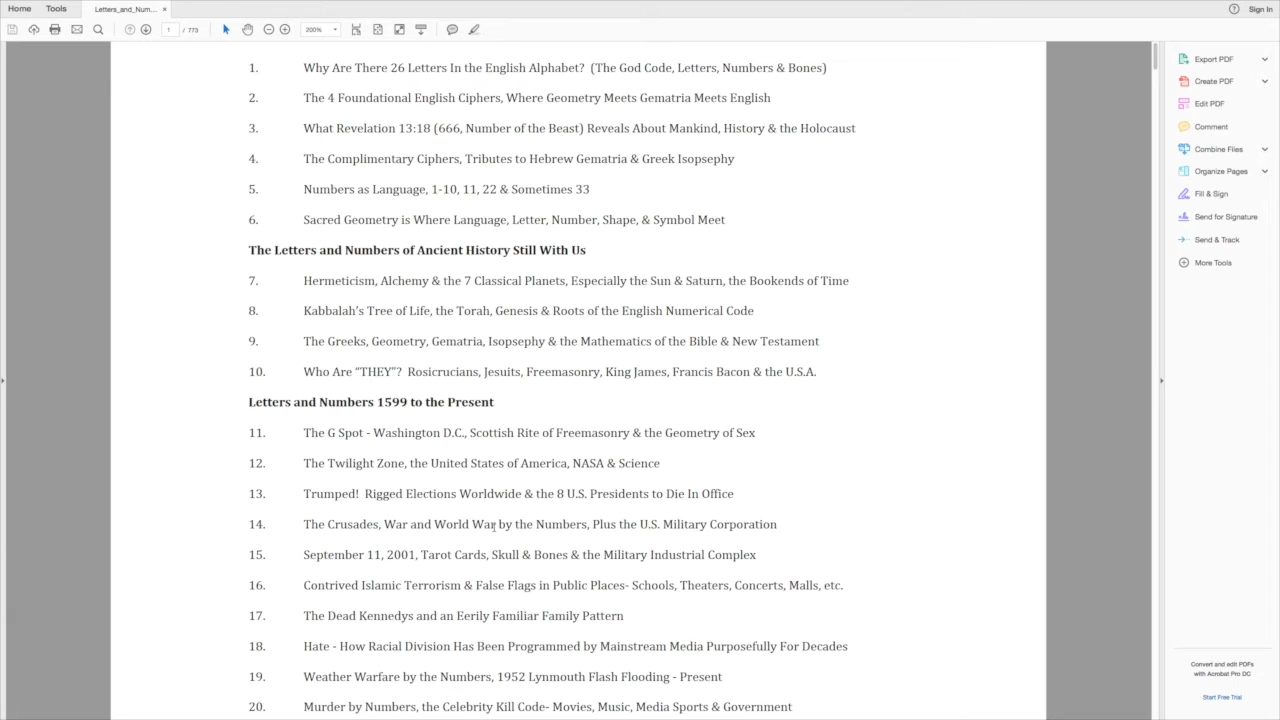 Home
Tools
Letters_and_Num...
×
Sign In
1 / 773
200%
1. Why Are There 26 Letters In the English Alphabet?  (The God Code, Letters, Numbers & Bones)
2. The 4 Foundational English Ciphers, Where Geometry Meets Gematria Meets English
3. What Revelation 13:18 (666, Number of the Beast) Reveals About Mankind, History & the Holocaust
4. The Complimentary Ciphers, Tributes to Hebrew Gematria & Greek Isopsephy
5. Numbers as Language, 1-10, 11, 22 & Sometimes 33
6. Sacred Geometry is Where Language, Letter, Number, Shape, & Symbol Meet
The Letters and Numbers of Ancient History Still With Us
7. Hermeticism, Alchemy & the 7 Classical Planets, Especially the Sun & Saturn, the Bookends of Time
8. Kabbalah's Tree of Life, the Torah, Genesis & Roots of the English Numerical Code
9. The Greeks, Geometry, Gematria, Isopsephy & the Mathematics of the Bible & New Testament
10. Who Are “THEY”?  Rosicrucians, Jesuits, Freemasonry, King James, Francis Bacon & the U.S.A.
Letters and Numbers 1599 to the Present
11. The G Spot - Washington D.C., Scottish Rite of Freemasonry & the Geometry of Sex
12. The Twilight Zone, the United States of America, NASA & Science
13. Trumped!  Rigged Elections Worldwide & the 8 U.S. Presidents to Die In Office
14. The Crusades, War and World War by the Numbers, Plus the U.S. Military Corporation
15. September 11, 2001, Tarot Cards, Skull & Bones & the Military Industrial Complex
16. Contrived Islamic Terrorism & False Flags in Public Places- Schools, Theaters, Concerts, Malls, etc.
17. The Dead Kennedys and an Eerily Familiar Family Pattern
18. Hate - How Racial Division Has Been Programmed by Mainstream Media Purposefully For Decades
19. Weather Warfare by the Numbers, 1952 Lynmouth Flash Flooding - Present
20. Murder by Numbers, the Celebrity Kill Code- Movies, Music, Media Sports & Government
Export PDF
Create PDF
Edit PDF
Comment
Combine Files
Organize Pages
Fill & Sign
Send for Signature
Send & Track
More Tools
Convert and edit PDFs
with Acrobat Pro DC
Start Free Trial